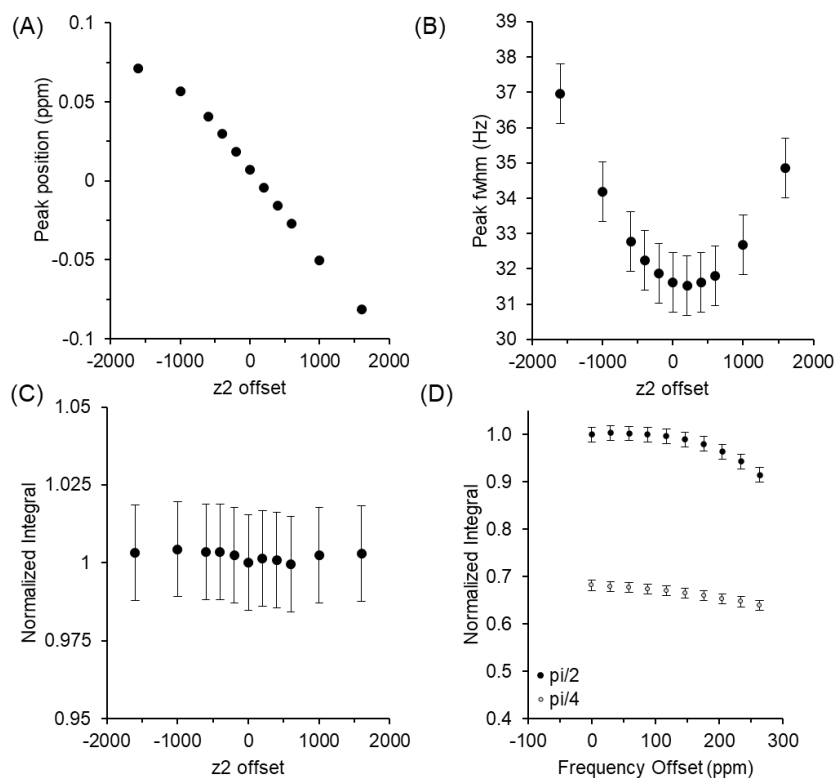 (A)
0.1
0.05
0
-0.05
-0.1
Peak position (ppm)
-2000 -1000 0 1000 2000
z2 offset
(B)
39
38
37
36
35
34
33
32
31
30
Peak fwhm (Hz)
-2000 -1000 0 1000 2000
z2 offset
(C)
1.05
1.025
1
0.975
0.95
Normalized Integral
-2000 -1000 0 1000 2000
z2 offset
(D)
1.0
0.9
0.8
0.7
0.6
0.5
0.4
Normalized Integral
pi/2
pi/4
-100 0 100 200 300
Frequency Offset (ppm)